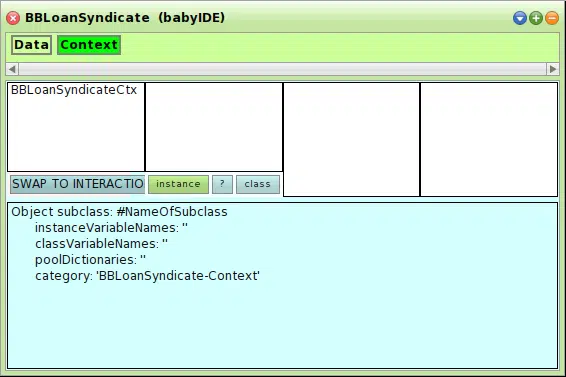 BBLoanSyndicate (babyIDE)
Data Context
BBLoanSyndicateCtx
SWAP TO INTERACTIO instance ? class
Object subclass: #NameOfSubclass
instanceVariableNames: ''
classVariableNames: ''
poolDictionaries: ''
category: 'BBLoanSyndicate-Context'